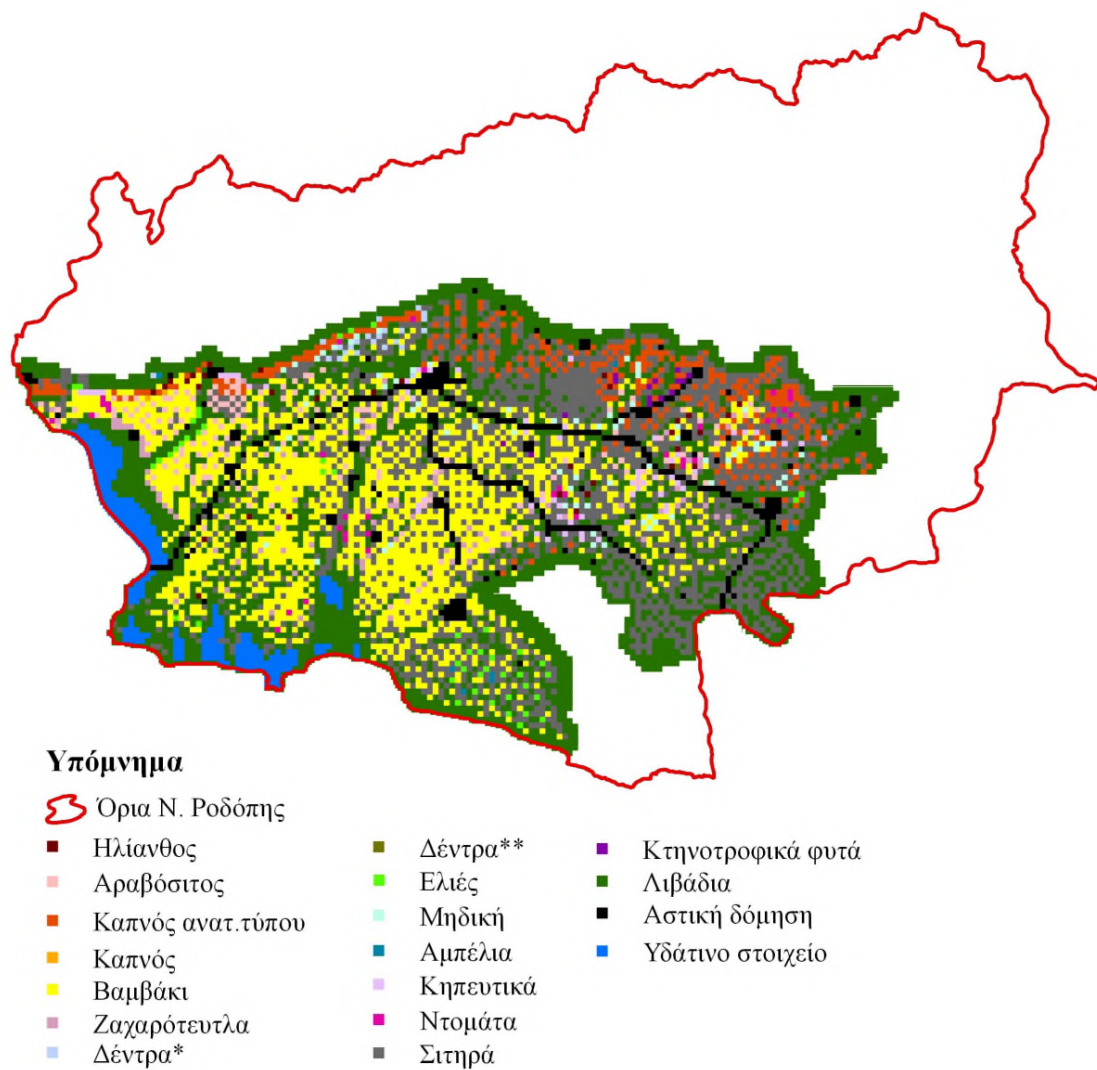 Υπόμνημα
Όρια Ν. Ροδόπης
Ηλίανθος
Αραβόσιτος
Καπνός ανατ.τύπου
Καπνός
Βαμβάκι
Ζαχαρότευτλα
Δέντρα*
Δέντρα**
Ελιές
Μηδική
Αμπέλια
Κηπευτικά
Ντομάτα
Σιτηρά
Κτηνοτροφικά φυτά
Λιβάδια
Αστική δόμηση
Υδάτινο στοιχείο